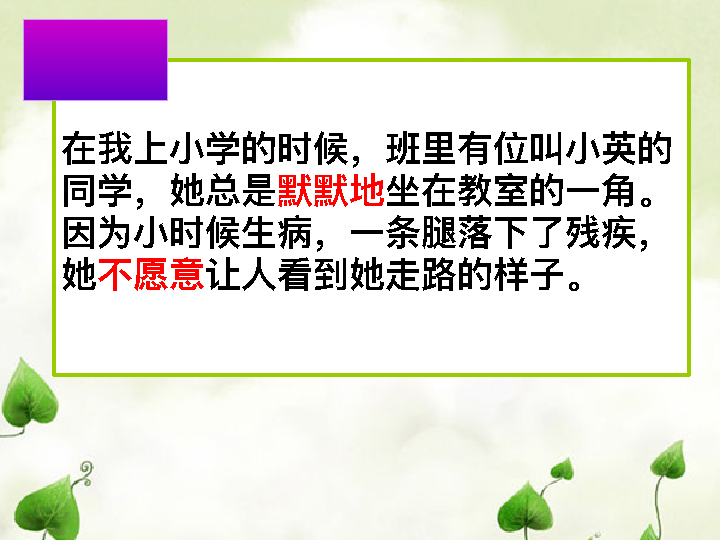 在我上小学的时候，班里有位叫小英的
同学，她总是默默地坐在教室的一角。
因为小时候生病，一条腿落下了残疾，
她不愿意让人看到她走路的样子。